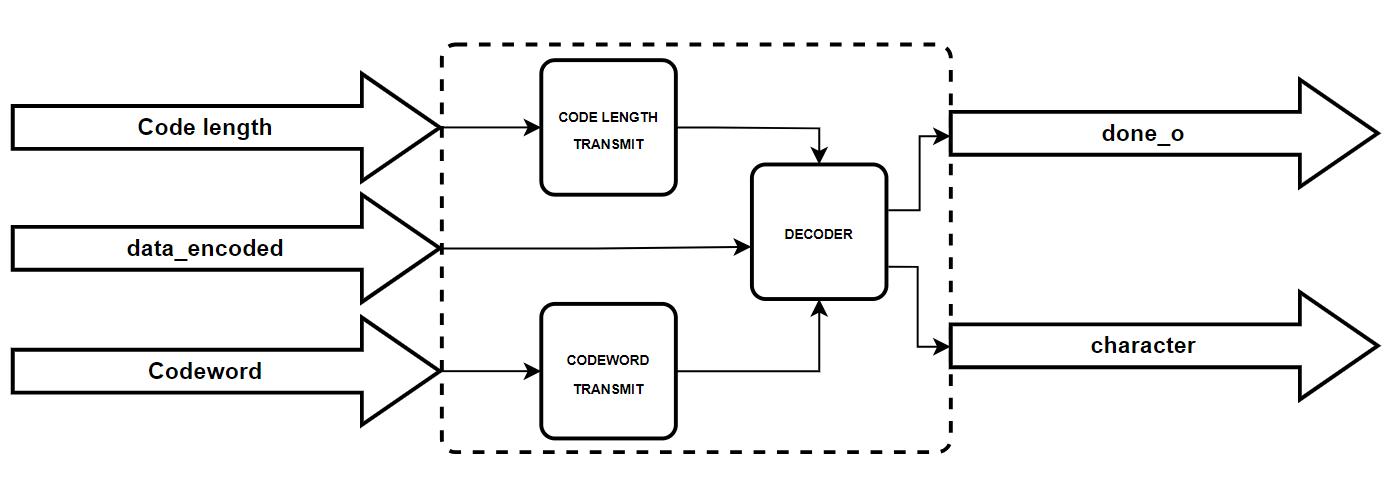 Code length
CODE LENGTH
TRANSMIT
done_o
data_encoded
DECODER
character
Codeword
CODEWORD
TRANSMIT